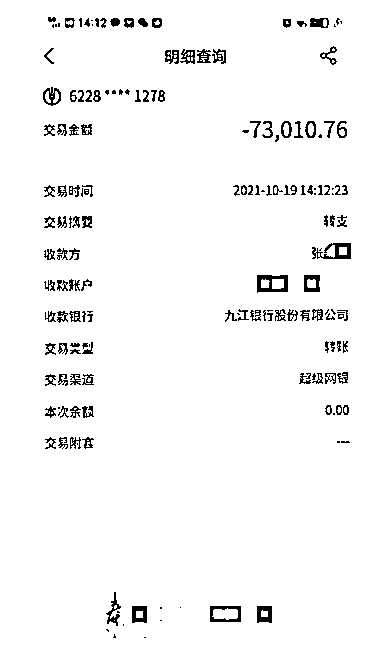 14:12
明细查询
6228 **** 1278
交易金额 -73,010.76
交易时间 2021-10-19 14:12:23
交易摘要 转支
收款方 张
收款账户
收款银行 九江银行股份有限公司
交易类型 转账
交易渠道 超级网银
本次余额 0.00
交易附言 ---